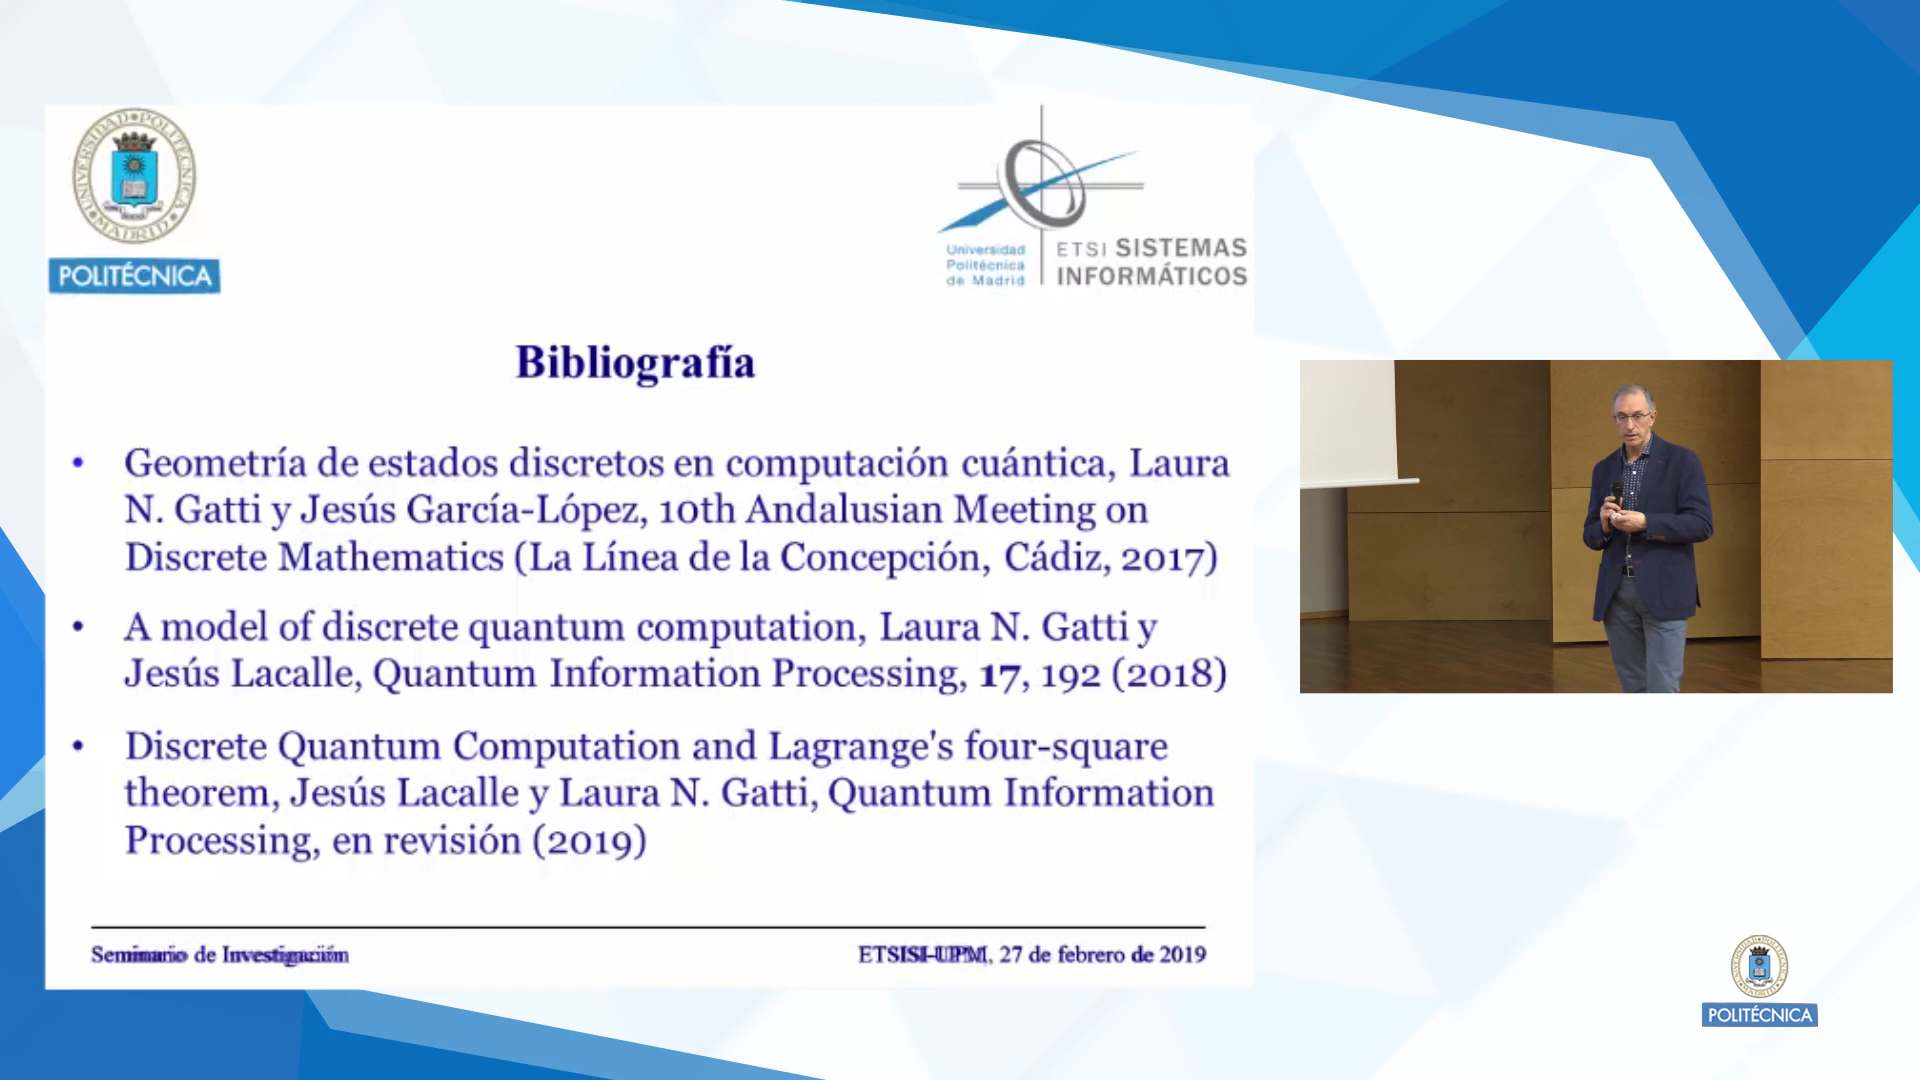 UNIVERSIDAD POLITÉCNICA
MADRID
POLITÉCNICA
Universidad
Politécnica
de Madrid
ETSI SISTEMAS
INFORMÁTICOS
Bibliografía
• Geometría de estados discretos en computación cuántica, Laura
N. Gatti y Jesús García-López, 10th Andalusian Meeting on
Discrete Mathematics (La Línea de la Concepción, Cádiz, 2017)
• A model of discrete quantum computation, Laura N. Gatti y
Jesús Lacalle, Quantum Information Processing, 17, 192 (2018)
• Discrete Quantum Computation and Lagrange's four-square
theorem, Jesús Lacalle y Laura N. Gatti, Quantum Information
Processing, en revisión (2019)
Seminario de Investigación
ETSISI-UPM, 27 de febrero de 2019
POLITÉCNICA